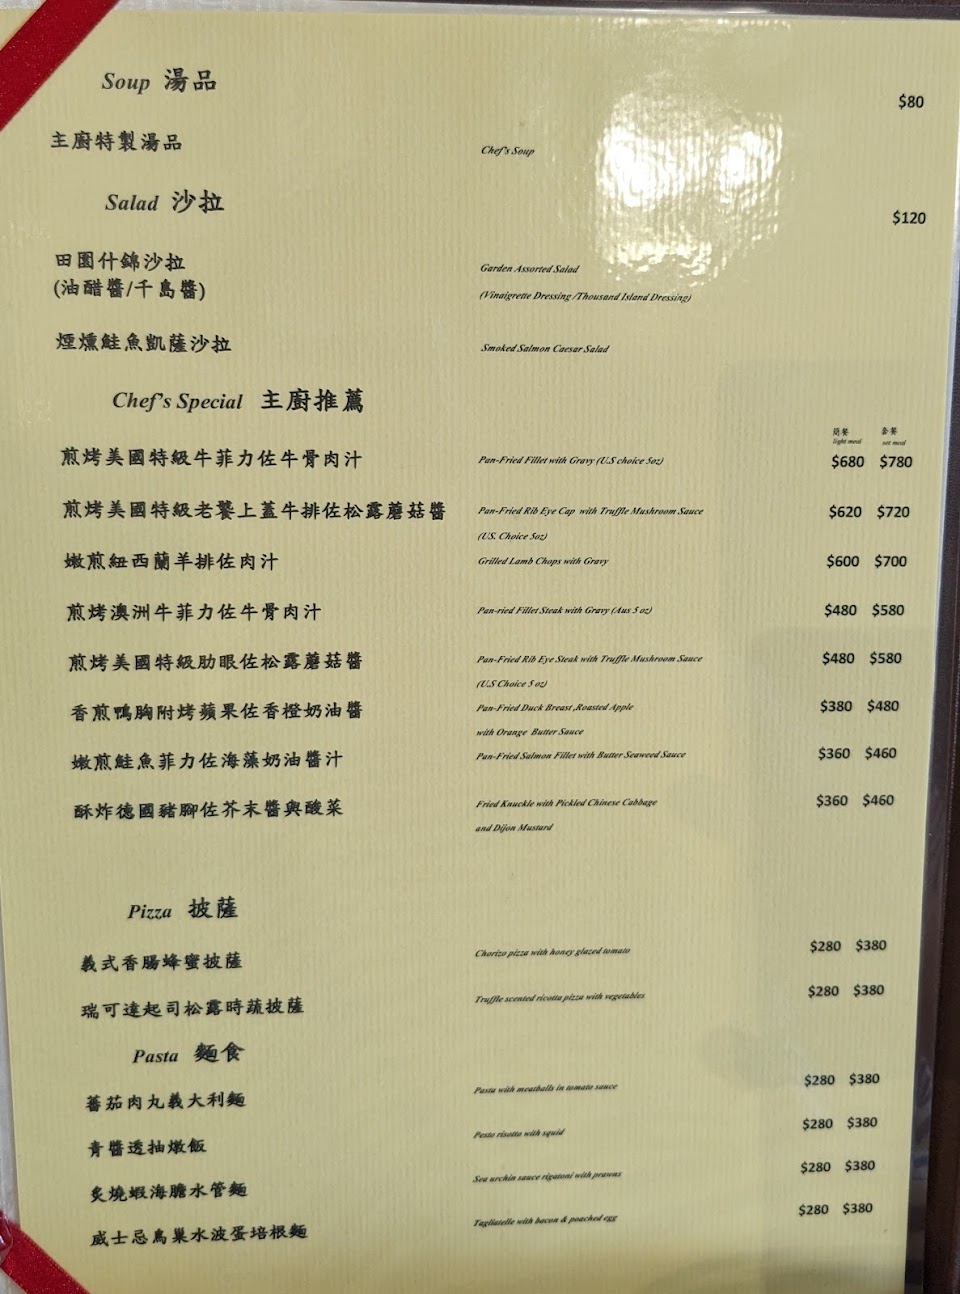 Soup 湯品
$80
主廚特製湯品 Chef's Soup
Salad 沙拉
$120
田園什錦沙拉 Garden Assorted Salad
(油醋醬/千島醬) (Vinaigrette Dressing /Thousand Island Dressing)
煙燻鮭魚凱薩沙拉 Smoked Salmon Caesar Salad
Chef's Special 主廚推薦
簡餐 套餐
light meal set meal
煎烤美國特級牛菲力佐牛骨肉汁 Pan-Fried Fillet with Gravy (U.S choice 5oz) $680 $780
煎烤美國特級老饕上蓋牛排佐松露蘑菇醬 Pan-Fried Rib Eye Cap with Truffle Mushroom Sauce $620 $720
(US. Choice 5oz)
嫩煎紐西蘭羊排佐肉汁 Grilled Lamb Chops with Gravy $600 $700
煎烤澳洲牛菲力佐牛骨肉汁 Pan-ried Fillet Steak with Gravy (Aus 5 oz) $480 $580
煎烤美國特級肋眼佐松露蘑菇醬 Pan-Fried Rib Eye Steak with Truffle Mushroom Sauce $480 $580
(U.S Choice 5 oz)
香煎鴨胸附烤蘋果佐香橙奶油醬 Pan-Fried Duck Breast ,Roasted Apple $380 $480
with Orange Butter Sauce
嫩煎鮭魚菲力佐海藻奶油醬汁 Pan-Fried Salmon Fillet with Butter Seaweed Sauce $360 $460
酥炸德國豬腳佐芥末醬與酸菜 Fried Knuckle with Pickled Chinese Cabbage $360 $460
and Dijon Mustard
Pizza 披薩
義式香腸蜂蜜披薩 Chorizo pizza with honey glazed tomato $280 $380
瑞可達起司松露時蔬披薩 Truffle scented ricotta pizza with vegetables $280 $380
Pasta 麵食
蕃茄肉丸義大利麵 Pasta with meatballs in tomato sauce $280 $380
青醬透抽燉飯 Pesto risotto with squid $280 $380
炙燒蝦海膽水管麵 Sea urchin sauce rigatoni with prawns $280 $380
威士忌鳥巢水波蛋培根麵 Tagliatelle with bacon & poached egg $280 $380